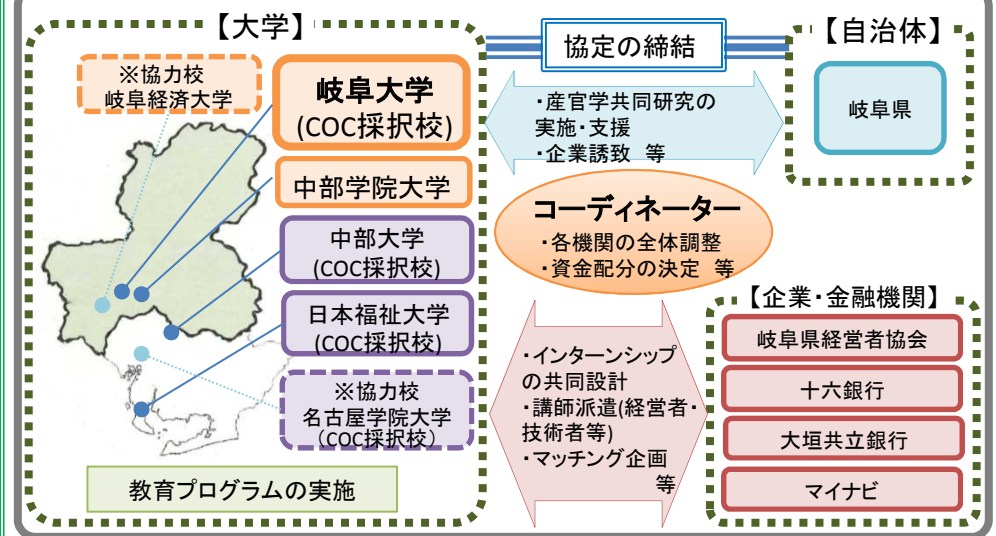 【大学】
※協力校
岐阜経済大学
岐阜大学
(COC採択校)
中部学院大学
中部大学
(COC採択校)
日本福祉大学
(COC採択校)
※協力校
名古屋学院大学
(COC採択校)
教育プログラムの実施
協定の締結
・産官学共同研究の
実施・支援
・企業誘致 等
コーディネーター
・各機関の全体調整
・資金配分の決定 等
・インターンシップ
の共同設計
・講師派遣(経営者・
技術者等)
・マッチング企画
等
【自治体】
岐阜県
【企業・金融機関】
岐阜県経営者協会
十六銀行
大垣共立銀行
マイナビ